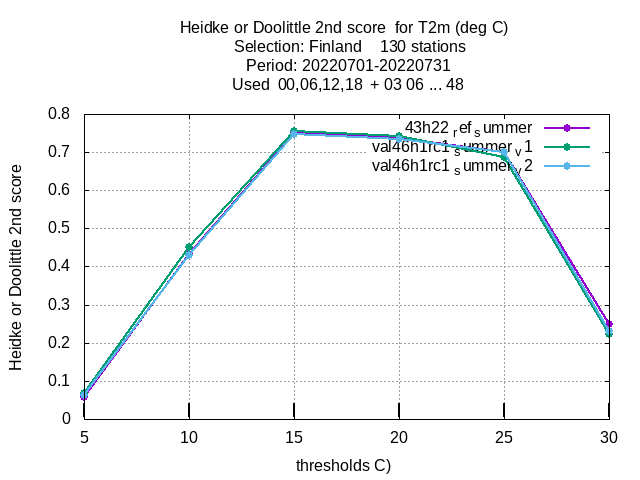 Heidke or Doolittle 2nd score for T2m (deg C)
Selection: Finland 130 stations
Period: 20220701-20220731
Used 00,06,12,18 + 03 06 ... 48
Heidke or Doolittle 2nd score
0.8
0.7
0.6
0.5
0.4
0.3
0.2
0.1
0
43h22 ref summer
val46h1rc1 summer v1
val46h1rc1 summer v2
5 10 15 20 25 30
thresholds C)